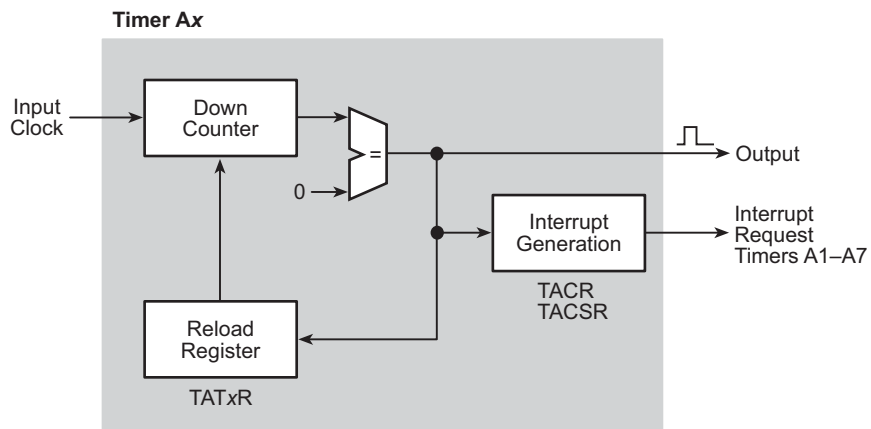 Timer Ax
Input
Clock
Down
Counter
=
0
Output
Interrupt
Generation
Interrupt
Request
Timers A1–A7
TACR
TACSR
Reload
Register
TATxR